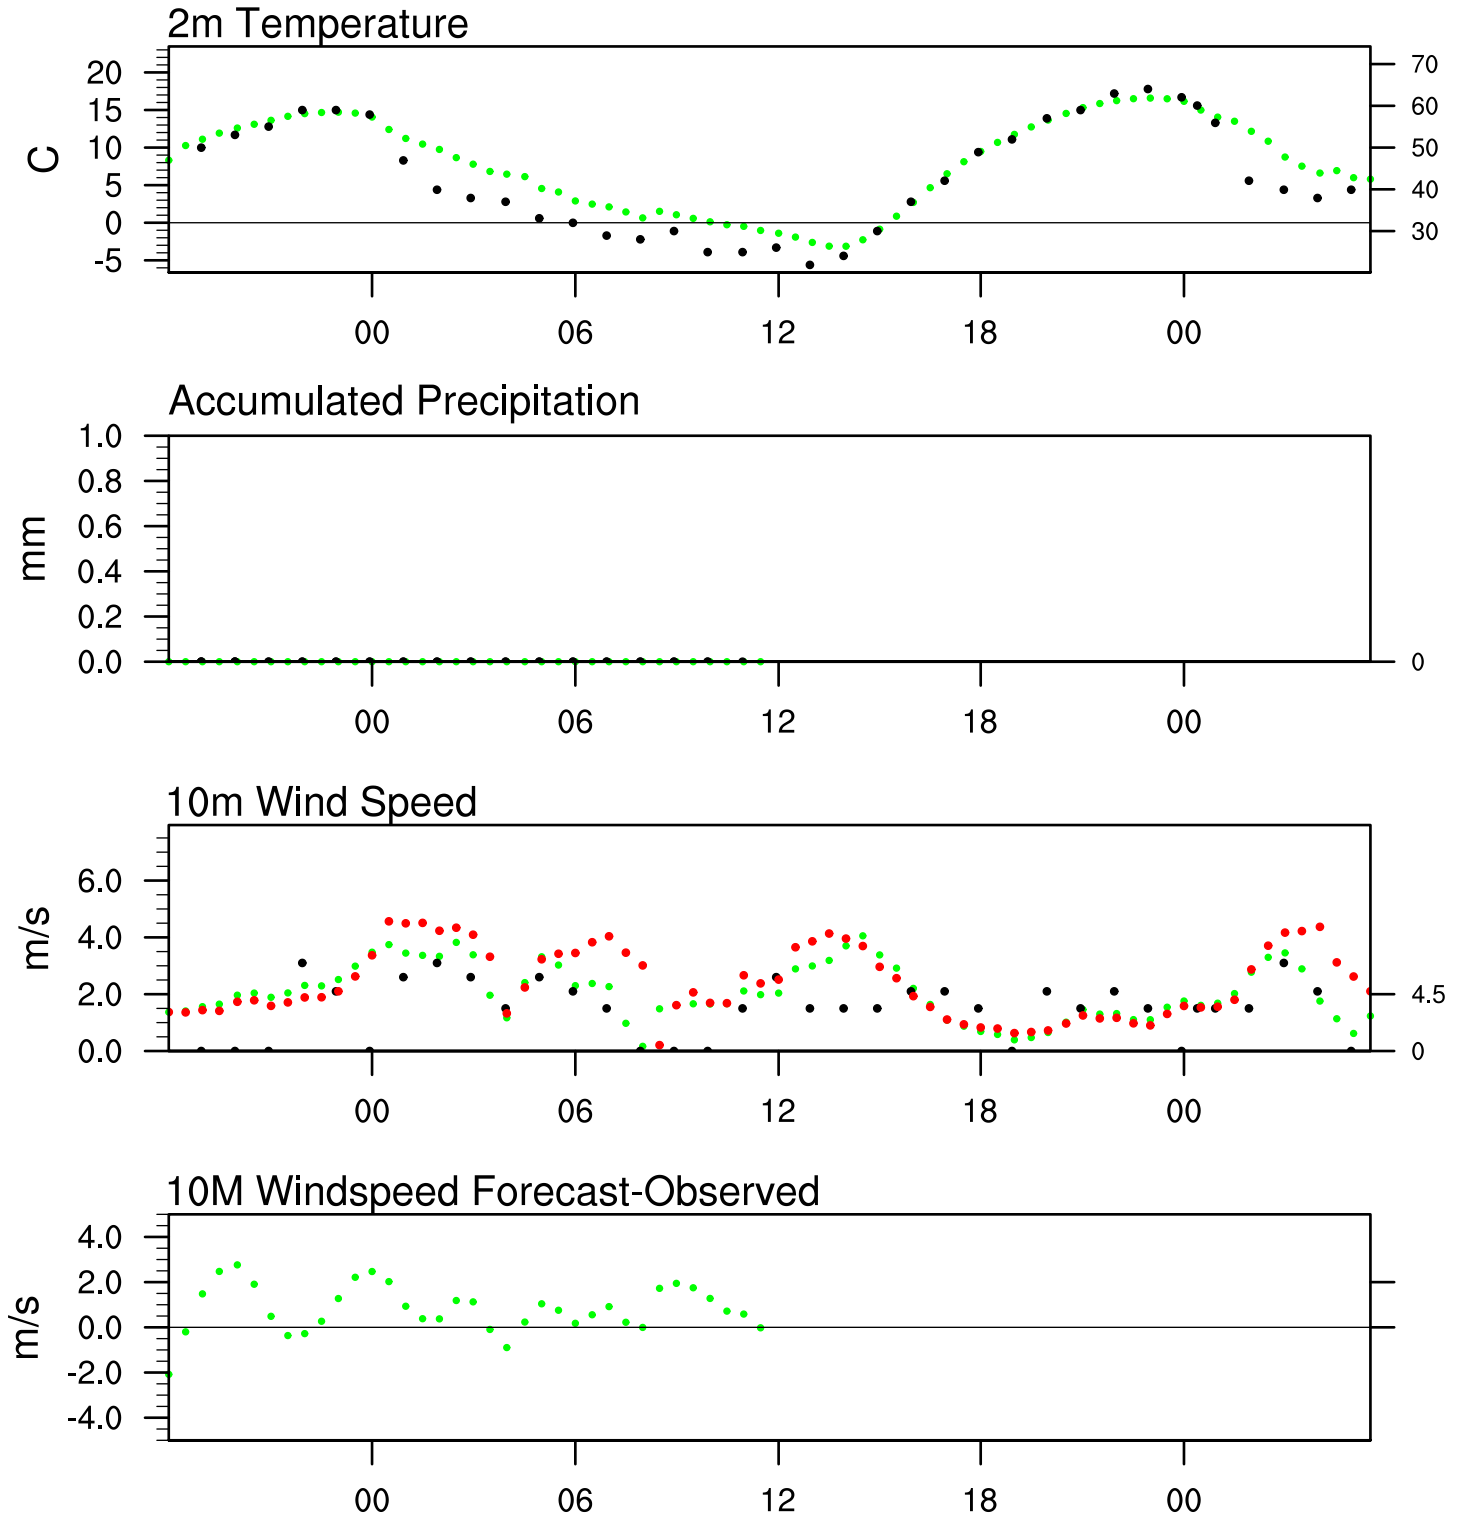 2m Temperature
C
20
15
10
5
0
-5
70
60
50
40
30
00 06 12 18 00
Accumulated Precipitation
mm
1.0
0.8
0.6
0.4
0.2
0.0
0
00 06 12 18 00
10m Wind Speed
m/s
6.0
4.0
2.0
0.0
4.5
0
00 06 12 18 00
10M Windspeed Forecast-Observed
m/s
4.0
2.0
0.0
-2.0
-4.0
00 06 12 18 00